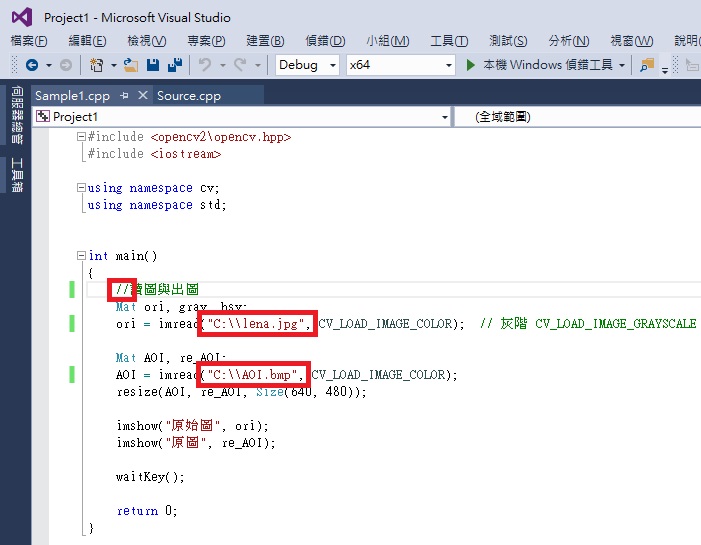 Project1 - Microsoft Visual Studio
檔案(F) 編輯(E) 檢視(V) 專案(P) 建置(B) 偵錯(D) 小組(M) 工具(T) 測試(S) 分析(N) 視窗(W) 說明(
Debug x64 本機 Windows 偵錯工具
伺服器總管
工具箱
Sample1.cpp Source.cpp
Project1 (全域範圍)
#include <opencv2\opencv.hpp>
#include <iostream>
using namespace cv;
using namespace std;
int main()
{
//讀圖與出圖
Mat ori, gray, hsv;
ori = imread("C:\\lena.jpg", CV_LOAD_IMAGE_COLOR); // 灰階 CV_LOAD_IMAGE_GRAYSCALE
Mat AOI, re_AOI;
AOI = imread("C:\\AOI.bmp", CV_LOAD_IMAGE_COLOR);
resize(AOI, re_AOI, Size(640, 480));
imshow("原始圖", ori);
imshow("原圖", re_AOI);
waitKey();
return 0;
}